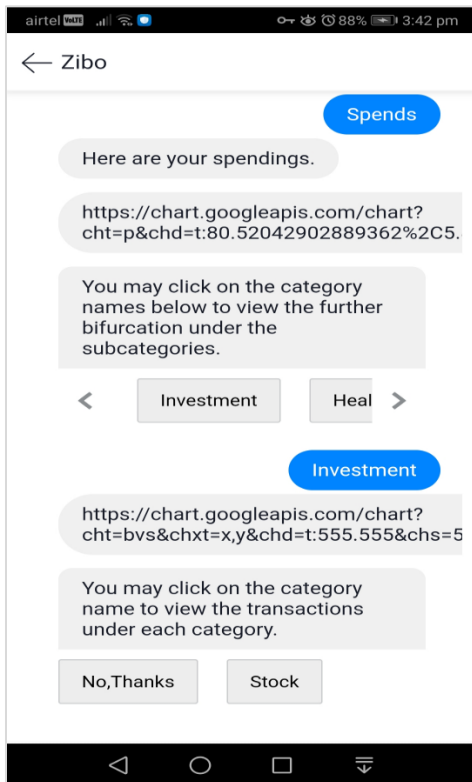 airtel VoLTE 88% 3:42 pm
Zibo
Spends
Here are your spendings.
https://chart.googleapis.com/chart?
cht=p&chd=t:80.52042902889362%2C5.
You may click on the category
names below to view the further
bifurcation under the
subcategories.
< Investment Heal >
Investment
https://chart.googleapis.com/chart?
cht=bvs&chxt=x,y&chd=t:555.555&chs=5
You may click on the category
name to view the transactions
under each category.
No,Thanks Stock